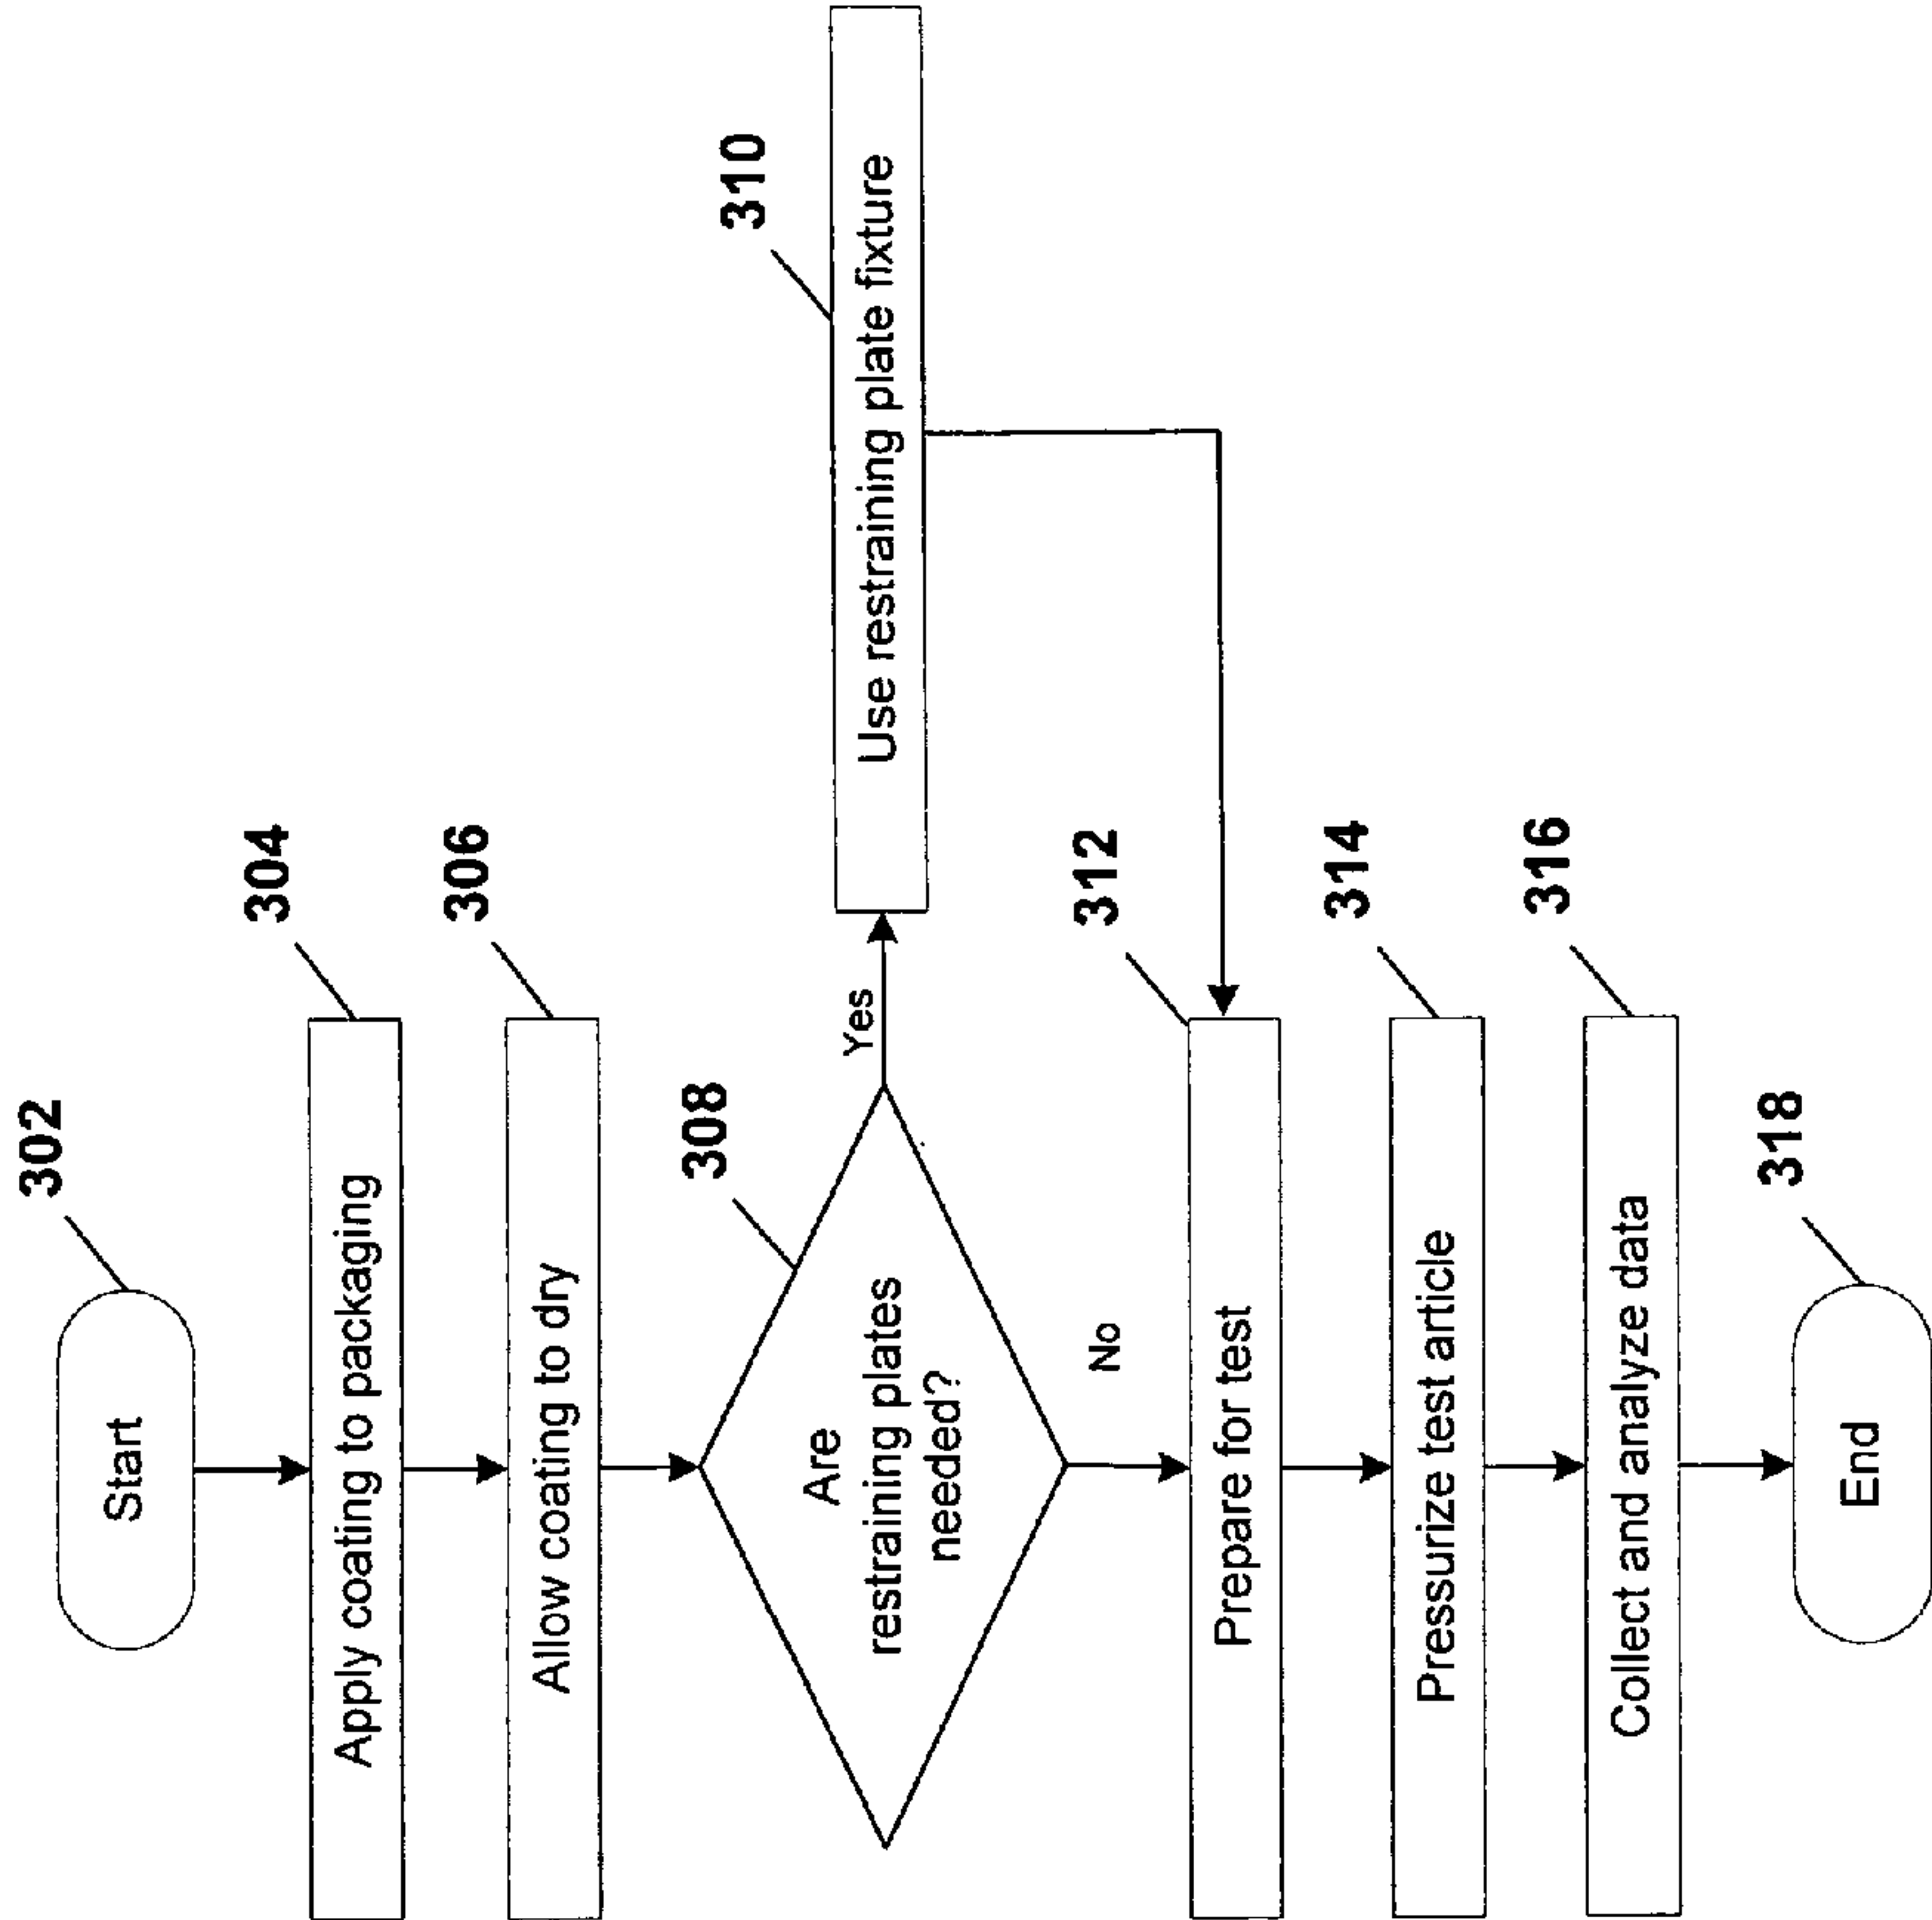 302
Start
304
Apply coating to packaging
306
Allow coating to dry
308
Are
restraining plates
needed?
Yes
310
Use restraining plate fixture
No
312
Prepare for test
314
Pressurize test article
316
Collect and analyze data
318
End